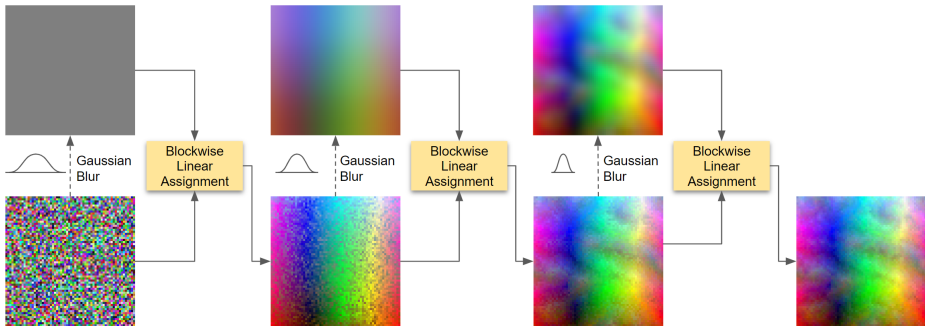 Gaussian
Blur
Blockwise
Linear
Assignment
Gaussian
Blur
Blockwise
Linear
Assignment
Gaussian
Blur
Blockwise
Linear
Assignment